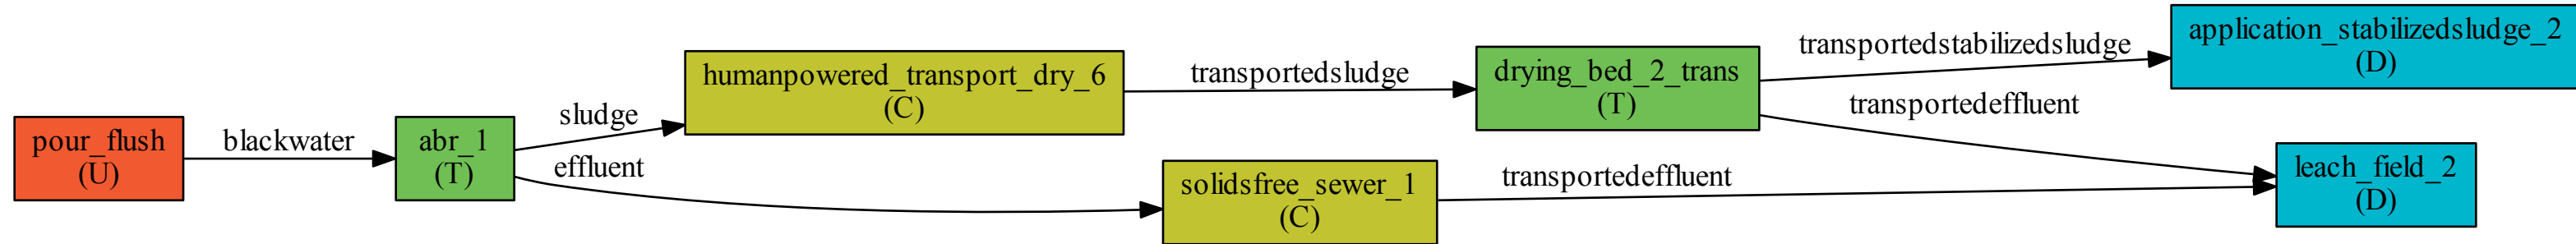 pour_flush
(U)
blackwater
abr_1
(T)
sludge
effluent
humanpowered_transport_dry_6
(C)
solidsfree_sewer_1
(C)
transportedsludge
transportedeffluent
drying_bed_2_trans
(T)
transportedstabilizedsludge
transportedeffluent
application_stabilizedsludge_2
(D)
leach_field_2
(D)